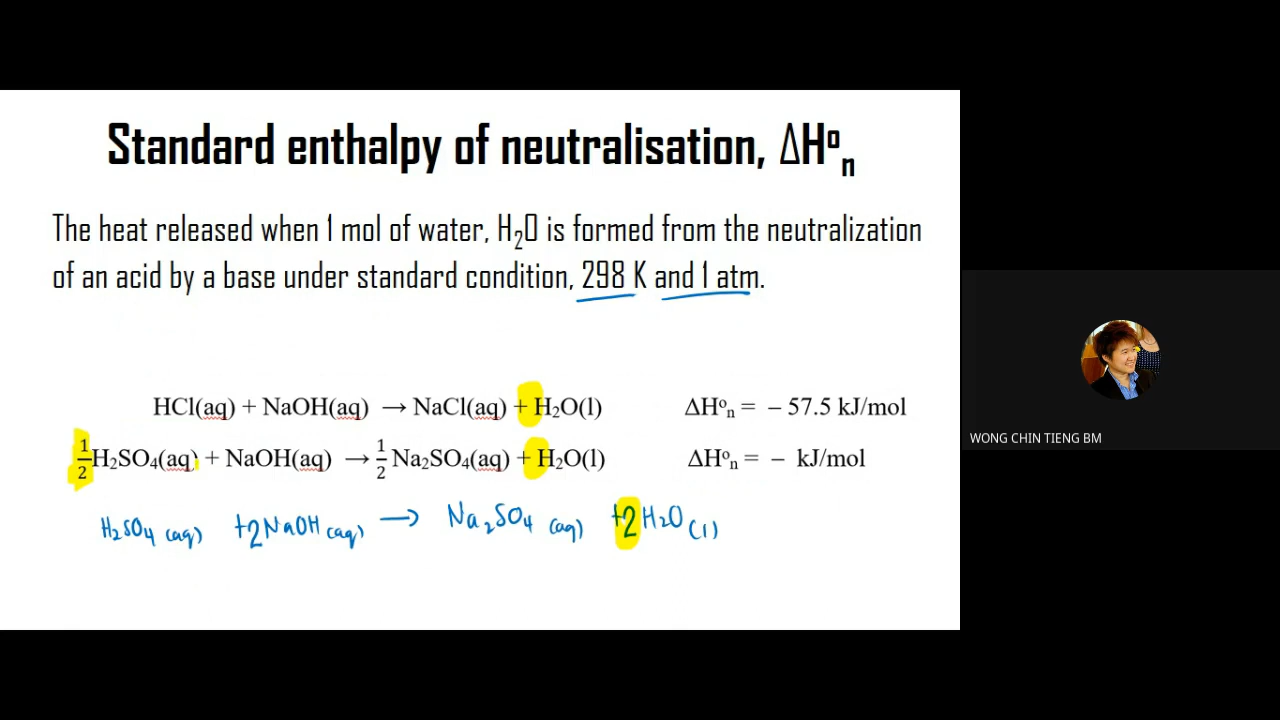 Standard enthalpy of neutralisation, ΔHºₙ
The heat released when 1 mol of water, H₂O is formed from the neutralization
of an acid by a base under standard condition, 298 K and 1 atm.
HCl(aq) + NaOH(aq) → NaCl(aq) + H₂O(l) ΔHºₙ = – 57.5 kJ/mol
½H₂SO₄(aq) + NaOH(aq) → ½ Na₂SO₄(aq) + H₂O(l) ΔHºₙ = – kJ/mol
H₂SO₄ (aq) + 2NaOH (aq) → Na₂SO₄ (aq) + 2H₂O (l)
WONG CHIN TIENG BM